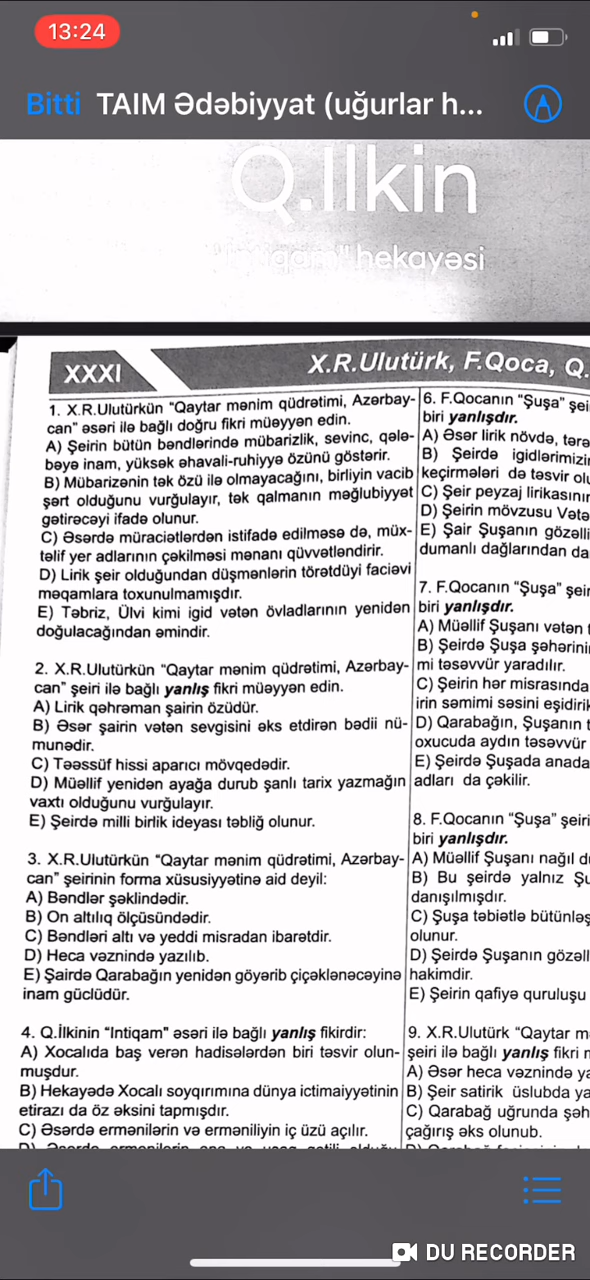 13:24
Bitti TAIM Ədəbiyyat (uğurlar h...
Q.Ilkin
hekayəsi
XXXI
X.R.Ulutürk, F.Qoca, Q.
1. X.R.Ulutürkün "Qaytar mənim qüdrətimi, Azərbay-
can" əsəri ilə bağlı doğru fikri müəyyən edin.
A) Şeirin bütün bəndlərində mübarizlik, sevinc, qələ-
bəyə inam, yüksək əhavali-ruhiyyə özünü göstərir.
B) Mübarizənin tək özü ilə olmayacağını, birliyin vacib
şərt olduğunu vurğulayır, tək qalmanın məğlubiyyət
gətirəcəyi ifadə olunur.
C) Əsərdə müraciətlərdən istifadə edilməsə də, müx-
təlif yer adlarının çəkilməsi mənanı qüvvətləndirir.
D) Lirik şeir olduğundan düşmənlərin törətdüyi faciəvi
məqamlara toxunulmamışdır.
E) Təbriz, Ülvi kimi igid vətən övladlarının yenidən
doğulacağından əmindir.
2. X.R.Ulutürkün "Qaytar mənim qüdrətimi, Azərbay-
can" şeiri ilə bağlı yanlış fikri müəyyən edin.
A) Lirik qəhrəman şairin özüdür.
B) Əsər şairin vətən sevgisini əks etdirən bədii nü-
munədir.
C) Təəssüf hissi aparıcı mövqedədir.
D) Müəllif yenidən ayağa durub şanlı tarix yazmağın
vaxtı olduğunu vurğulayır.
E) Şeirdə milli birlik ideyası təbliğ olunur.
3. X.R.Ulutürkün "Qaytar mənim qüdrətimi, Azərbay-
can" şeirinin forma xüsusiyyətinə aid deyil:
A) Bəndlər şəklindədir.
B) On altılıq ölçüsündədir.
C) Bəndləri altı və yeddi misradan ibarətdir.
D) Heca vəznində yazılıb.
E) Şairdə Qarabağın yenidən göyərib çiçəklənəcəyinə
inam güclüdür.
4. Q.İlkinin "Intiqam" əsəri ilə bağlı yanlış fikirdir:
A) Xocalıda baş verən hadisələrdən biri təsvir olun-
muşdur.
B) Hekayədə Xocalı soyqırımına dünya ictimaiyyətinin
etirazı da öz əksini tapmışdır.
C) Əsərdə ermənilərin və erməniliyin iç üzü açılır.
6. F.Qocanın "Şuşa" şei
biri yanlışdır.
A) Əsər lirik növdə, tərə
B) Şeirdə igidlərimizi
keçirmələri də təsvir olu
C) Şeir peyzaj lirikasınır
D) Şeirin mövzusu Vətə
E) Şair Şuşanın gözəlli
dumanlı dağlarından da
7. F.Qocanın "Şuşa" şeir
biri yanlışdır.
A) Müəllif Şuşanı vətən t
B) Şeirdə Şuşa şəhərini
mi təsəvvür yaradılır.
C) Şeirin hər misrasında
irin səmimi səsini eşidirik
D) Qarabağın, Şuşanın t
oxucuda aydın təsəvvür
E) Şeirdə Şuşada anada
adları da çəkilir.
8. F.Qocanın "Şuşa" şeiri
biri yanlışdır.
A) Müəllif Şuşanı nağıl dı
B) Bu şeirdə yalnız Şu
danışılmışdır.
C) Şuşa təbiətlə bütünləş
olunur.
D) Şeirdə Şuşanın gözəll
hakimdir.
E) Şeirin qafiyə quruluşu
9. X.R.Ulutürk "Qaytar m
şeiri ilə bağlı yanlış fikri m
A) Əsər heca vəznində ya
B) Şeir satirik üslubda ya
C) Qarabağ uğrunda şəh
çağırış əks olunub.
DU RECORDER